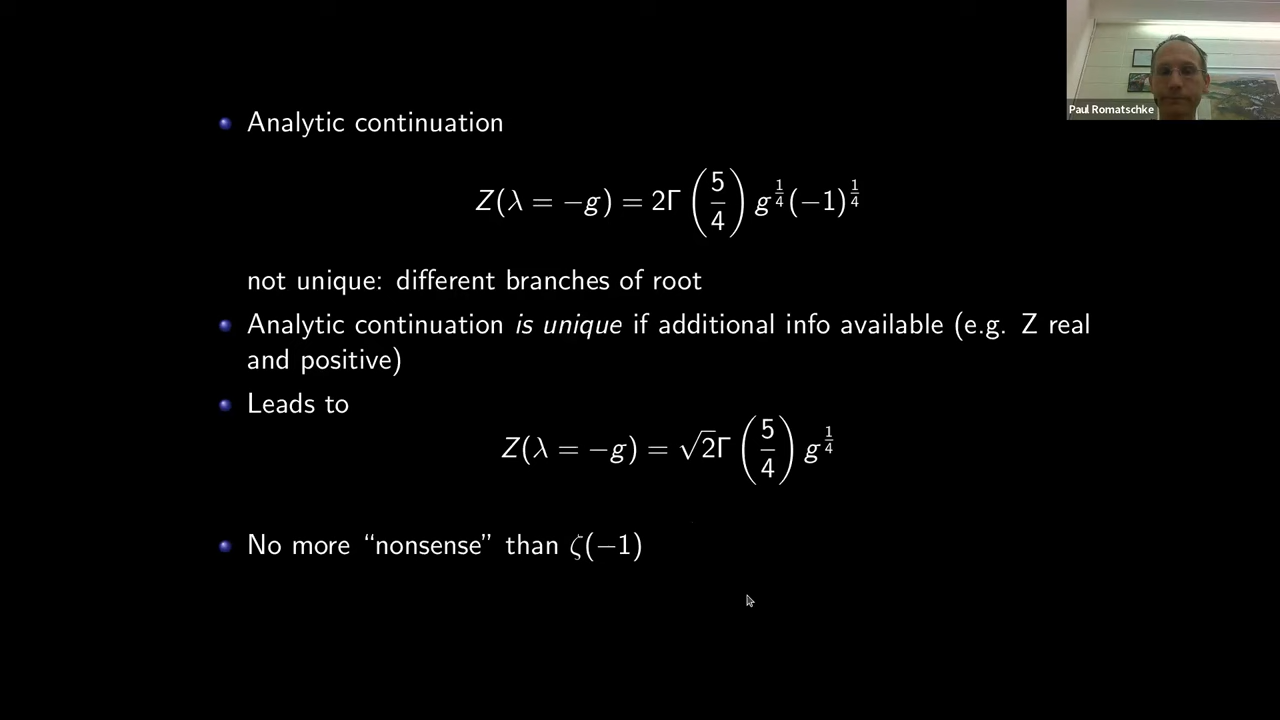 Paul Romatschke
Analytic continuation
Z(λ = −g) = 2Γ (5/4) g^{1/4}(−1)^{1/4}
not unique: different branches of root
Analytic continuation is unique if additional info available (e.g. Z real
and positive)
Leads to
Z(λ = −g) = √2Γ (5/4) g^{1/4}
No more “nonsense” than ζ(−1)